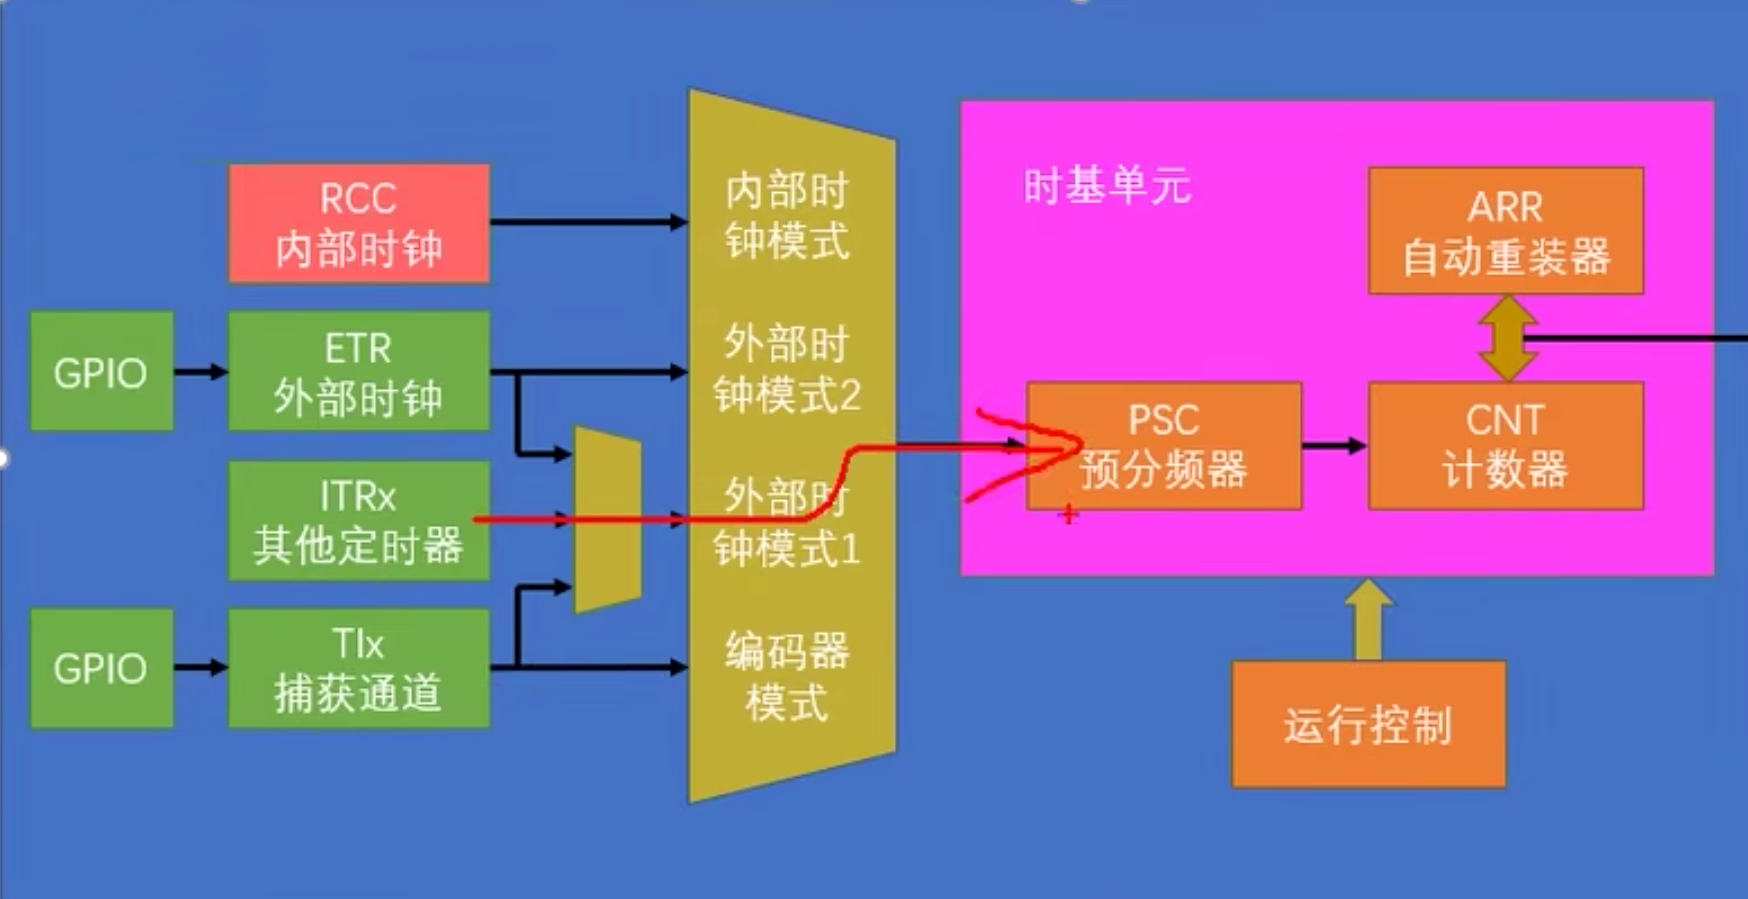 RCC
内部时钟
GPIO
ETR
外部时钟
ITRx
其他定时器
GPIO
TIx
捕获通道
内部时
钟模式
外部时
钟模式2
外部时
钟模式1
编码器
模式
时基单元
ARR
自动重装器
PSC
预分频器
CNT
计数器
运行控制